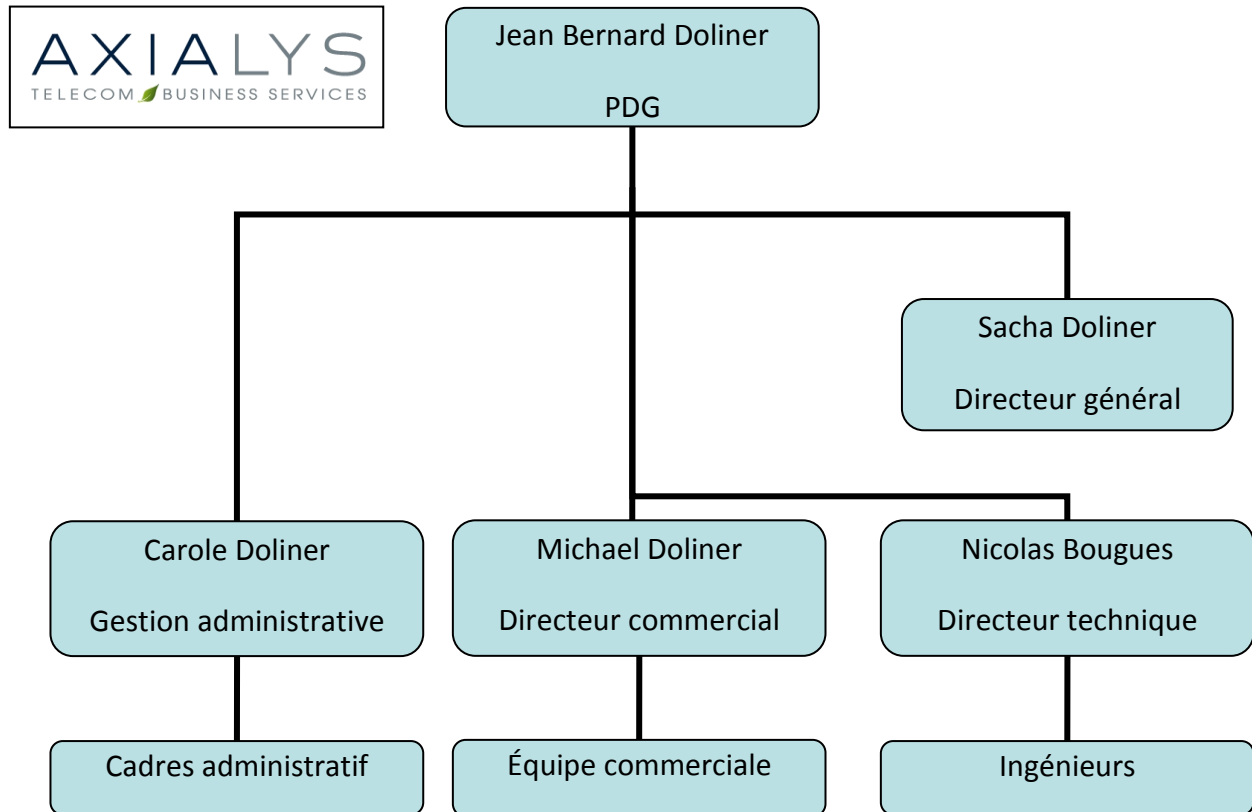 AXIALYS
TELECOM BUSINESS SERVICES
Jean Bernard Doliner
PDG
Sacha Doliner
Directeur général
Carole Doliner
Gestion administrative
Michael Doliner
Directeur commercial
Nicolas Bougues
Directeur technique
Cadres administratif
Équipe commerciale
Ingénieurs